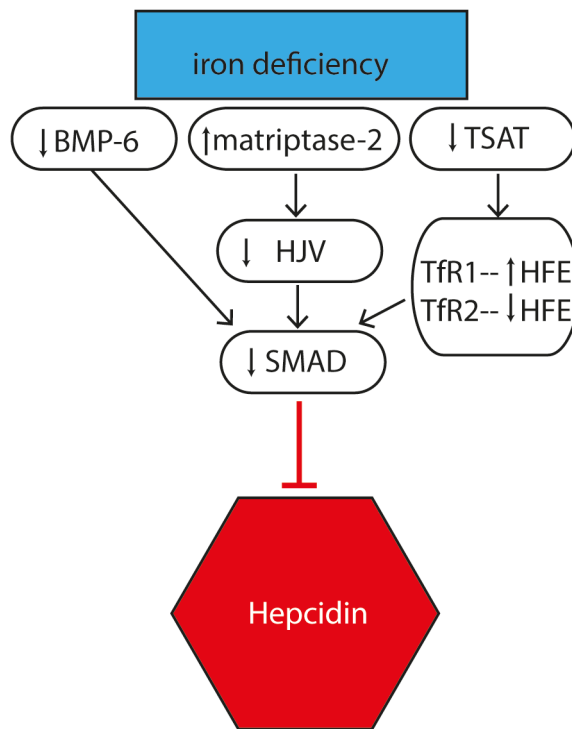 iron deficiency
↓BMP-6
↑matriptase-2
↓TSAT
↓ HJV
TfR1-- ↑HFE
TfR2-- ↓HFE
↓SMAD
Hepcidin